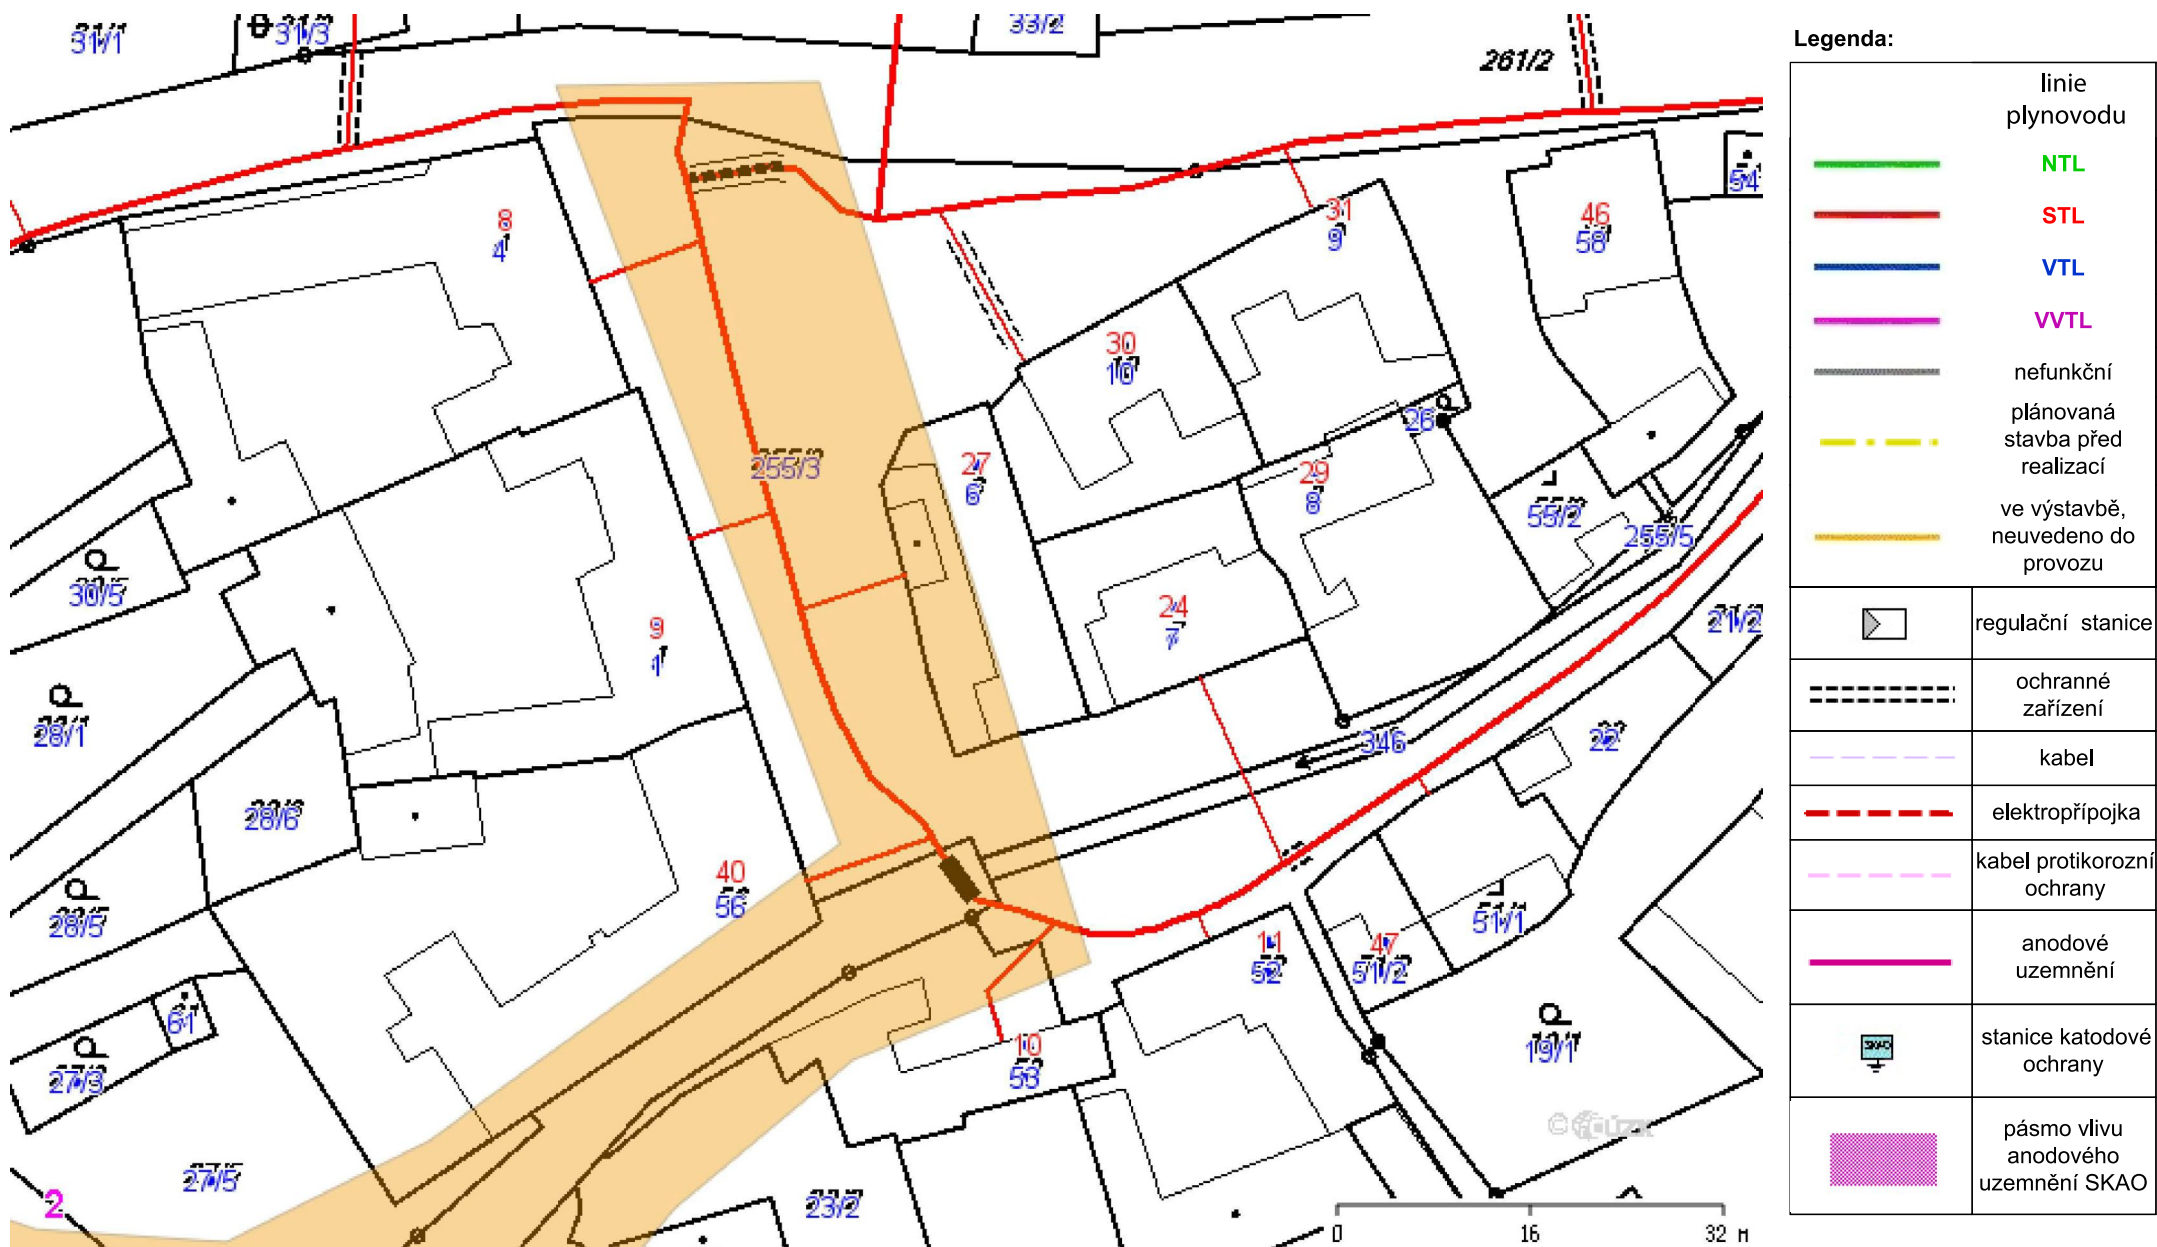 31/1
31/3
33/2
261/2
54
8
4
31
9
46
58
30
10
26
255/3
27
6
29
8
55/2
255/5
30/5
24
7
21/2
9
1
28/1
346
22
28/6
40
56
28/5
11
52
47
51/2
51/1
61
27/3
10
53
19/1
27/5
2
23/2
0 16 32 м
Legenda:
linie
plynovodu
NTL
STL
VTL
VVTL
nefunkční
plánovaná
stavba před
realizací
ve výstavbě,
neuvedeno do
provozu
regulační stanice
ochranné
zařízení
kabel
elektropřípojka
kabel protikorozní
ochrany
anodové
uzemnění
SKAO
stanice katodové
ochrany
pásmo vlivu
anodového
uzemnění SKAO